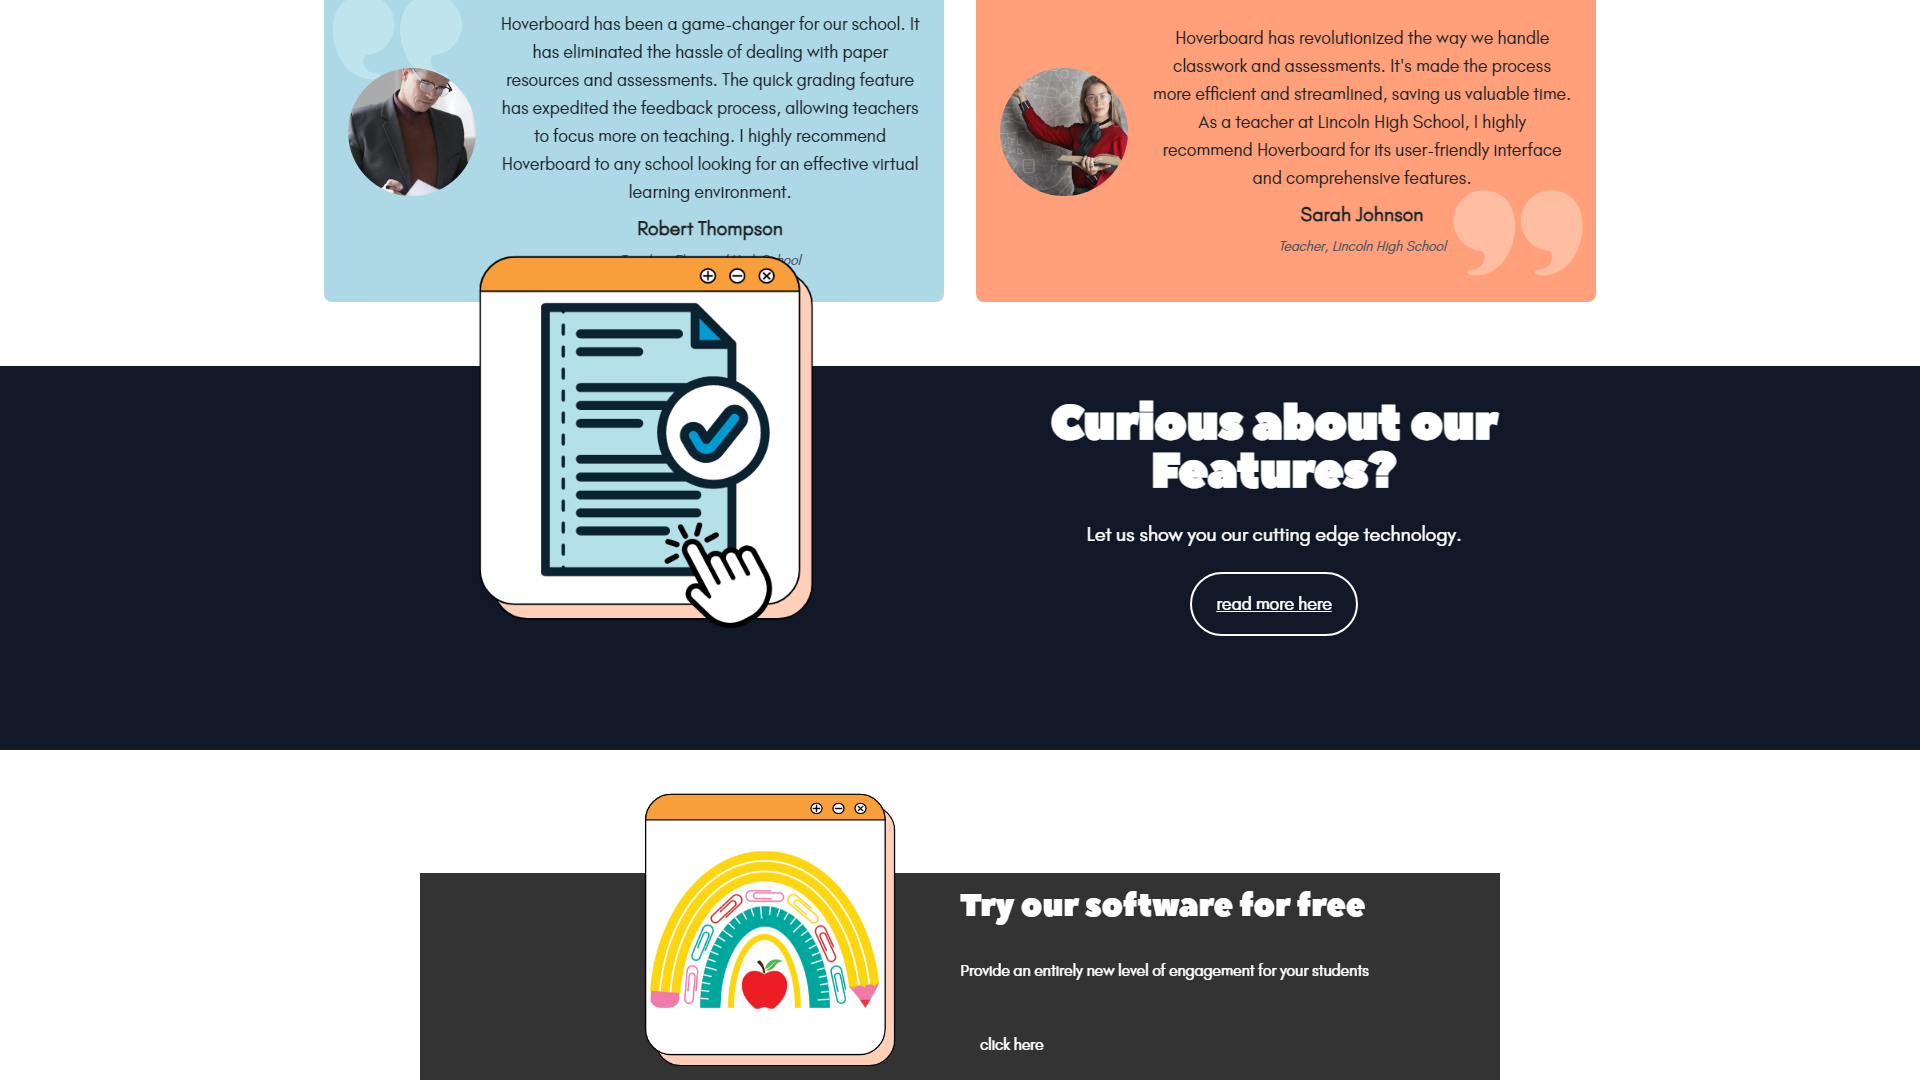 Hoverboard has been a game-changer for our school. It
has eliminated the hassle of dealing with paper
resources and assessments. The quick grading feature
has expedited the feedback process, allowing teachers
to focus more on teaching. I highly recommend
Hoverboard to any school looking for an effective virtual
learning environment.
Robert Thompson
Hoverboard has revolutionized the way we handle
classwork and assessments. It's made the process
more efficient and streamlined, saving us valuable time.
As a teacher at Lincoln High School, I highly
recommend Hoverboard for its user-friendly interface
and comprehensive features.
Sarah Johnson
Teacher, Lincoln High School
Curious about our
Features?
Let us show you our cutting edge technology.
read more here
Try our software for free
Provide an entirely new level of engagement for your students
click here